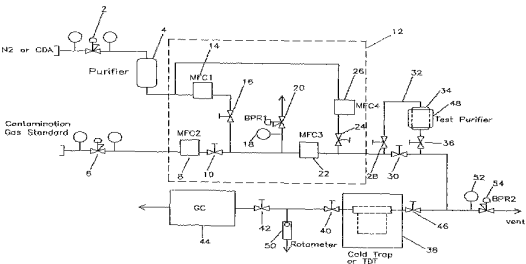 2
12
4
14
N2 or CDA
Purifier
MFC1
16
20
26
32
34
48
MFC4
Test Purifier
BPR1
Contamination
Gas Standard
MFC2
18
MFC3
24
36
6
8
10
22
28
30
52
54
BPR2
vent
GC
42
40
46
44
50
Rotameter
Cold Trap
or TDT
38